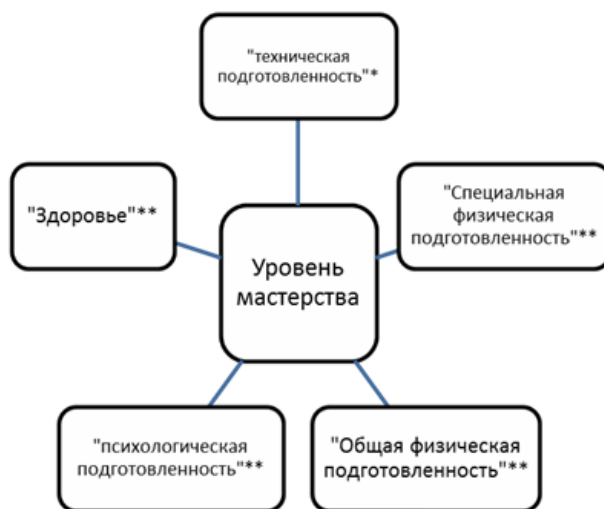 "техническая
подготовленность"*
"Здоровье"**
"Специальная
физическая
подготовленность"**
Уровень
мастерства
"психологическая
подготовленность"**
"Общая физическая
подготовленность"**